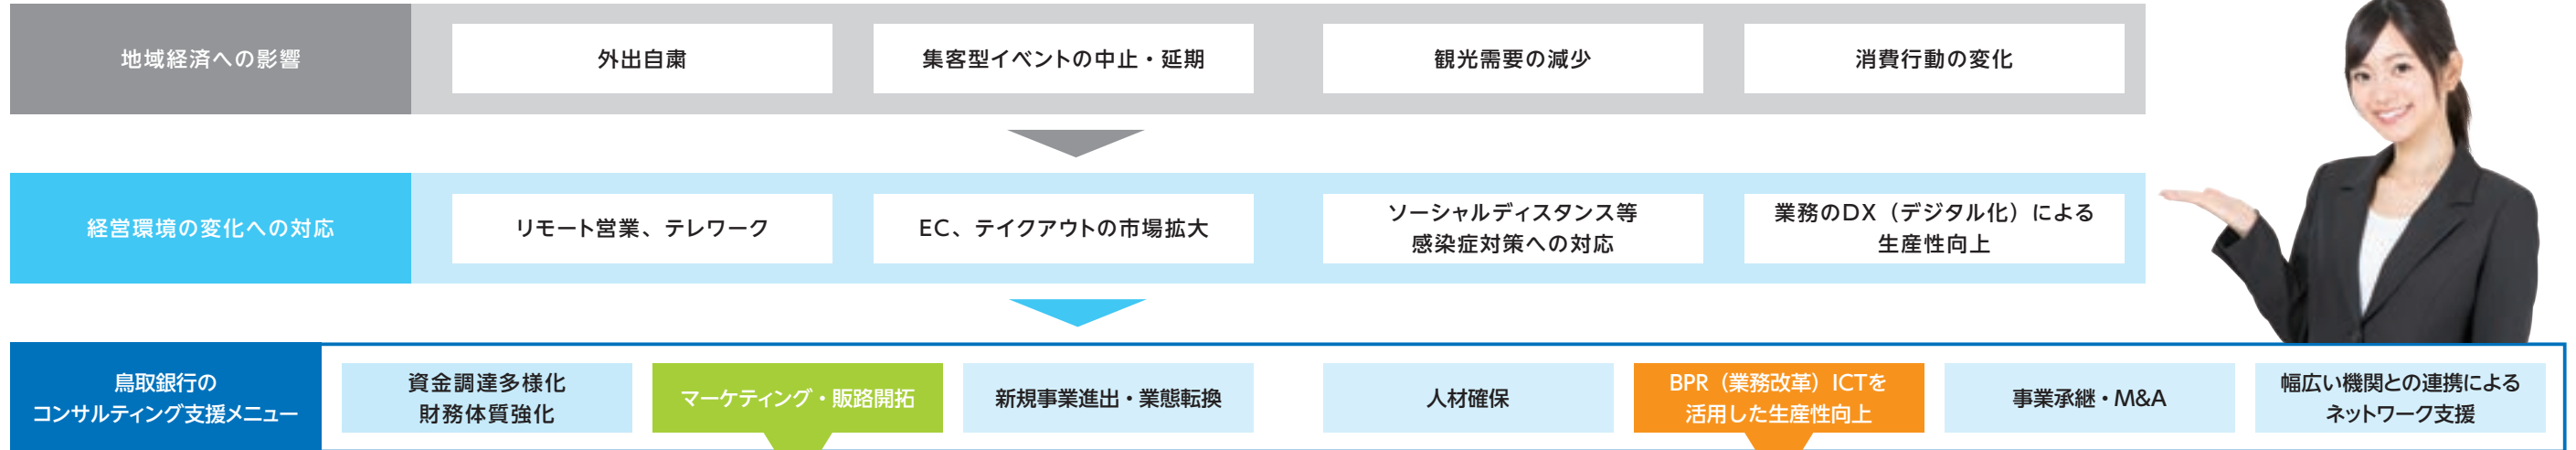 地域経済への影響
外出自粛
集客型イベントの中止・延期
観光需要の減少
消費行動の変化
経営環境の変化への対応
リモート営業、テレワーク
EC、テイクアウトの市場拡大
ソーシャルディスタンス等
感染症対策への対応
業務のDX（デジタル化）による
生産性向上
鳥取銀行の
コンサルティング支援メニュー
資金調達多様化
財務体質強化
マーケティング・販路開拓
新規事業進出・業態転換
人材確保
BPR（業務改革）ICTを
活用した生産性向上
事業承継・M&A
幅広い機関との連携による
ネットワーク支援